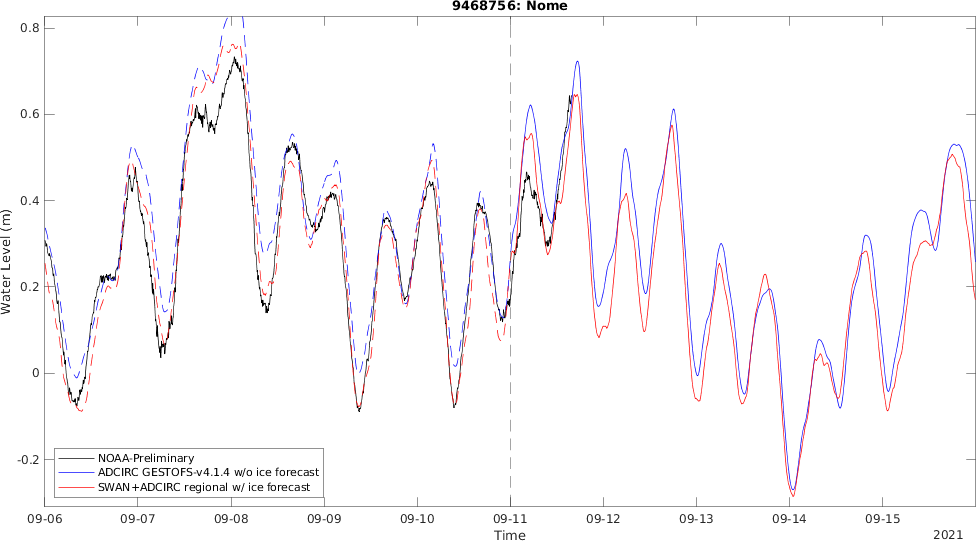 9468756: Nome
Water Level (m)
0.8
0.6
0.4
0.2
0
-0.2
NOAA-Preliminary
ADCIRC GESTOFS-v4.1.4 w/o ice forecast
SWAN+ADCIRC regional w/ ice forecast
09-06 09-07 09-08 09-09 09-10 09-11 09-12 09-13 09-14 09-15
Time
2021